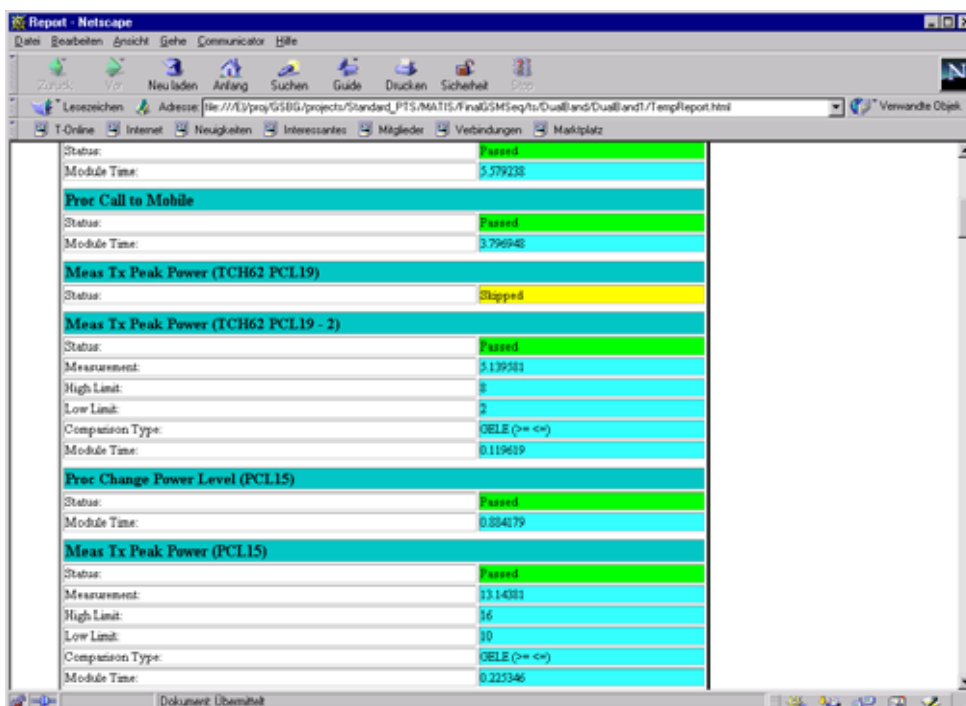 Report - Netscape
Datei Bearbeiten Ansicht Gehe Communicator Hilfe
Zurück Vor Neu laden Anfang Suchen Guide Drucken Sicherheit Stop
Lesezeichen Adresse: file:///E|/proj/GSBG/projects/Standard_PTS/MATIS/FinalGSMSeq/ts/DualBand/DualBand1/TempReport.html Verwandte Objek
T-Online Internet Neuigkeiten Interessantes Mitglieder Verbindungen Marktplatz
Status: Passed
Module Time: 5.579238
Proc Call to Mobile
Status: Passed
Module Time: 3.796948
Meas Tx Peak Power (TCH62 PCL19)
Status: Skipped
Meas Tx Peak Power (TCH62 PCL19 - 2)
Status: Passed
Measurement: 5.139581
High Limit: 8
Low Limit: 2
Comparison Type: GELE (>= <=)
Module Time: 0.119619
Proc Change Power Level (PCL15)
Status: Passed
Module Time: 0.884179
Meas Tx Peak Power (PCL15)
Status: Passed
Measurement: 13.14381
High Limit: 16
Low Limit: 10
Comparison Type: GELE (>= <=)
Module Time: 0.225346
Dokument: Übermittelt